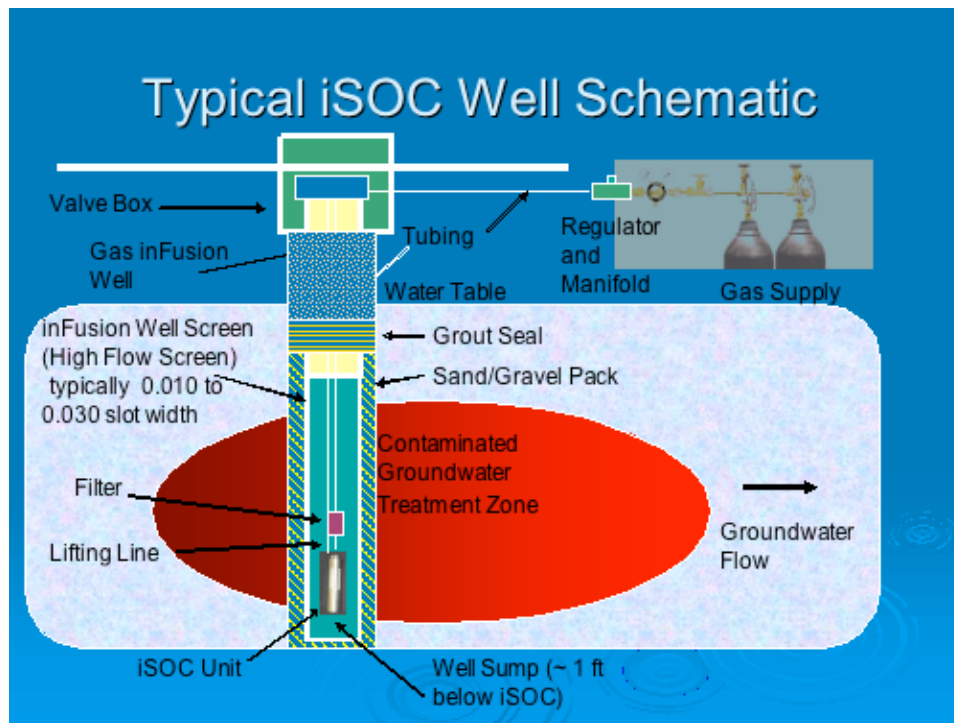 Typical iSOC Well Schematic
Valve Box
Gas inFusion
Well
Tubing
Regulator
and
Manifold
Water Table
Gas Supply
inFusion Well Screen
(High Flow Screen)
typically 0.010 to
0.030 slot width
Grout Seal
Sand/Gravel Pack
Contaminated
Groundwater
Treatment Zone
Filter
Lifting Line
Groundwater
Flow
iSOC Unit
Well Sump (~ 1 ft
below iSOC)